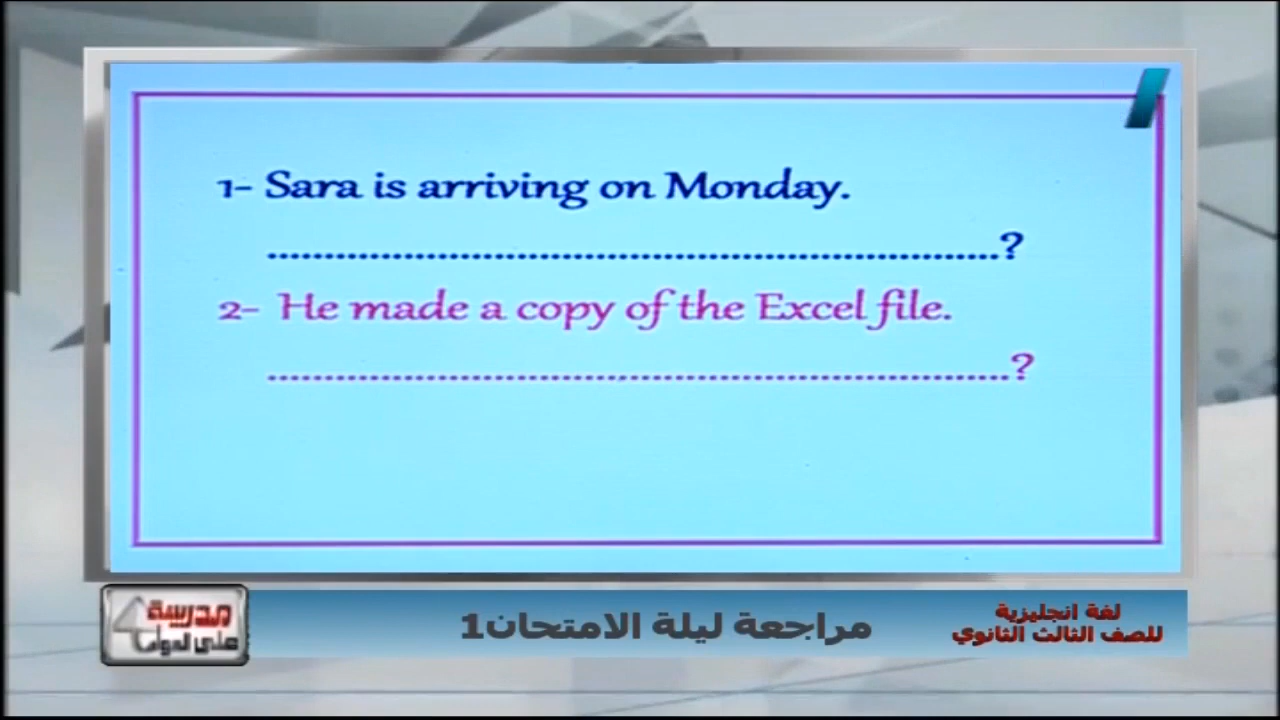 1- Sara is arriving on Monday.
............................................................?
2- He made a copy of the Excel file.
............................................................?
لغة انجليزية
للصف الثالث الثانوي
مراجعة ليلة الامتحان1
مدرسة
على الهواء